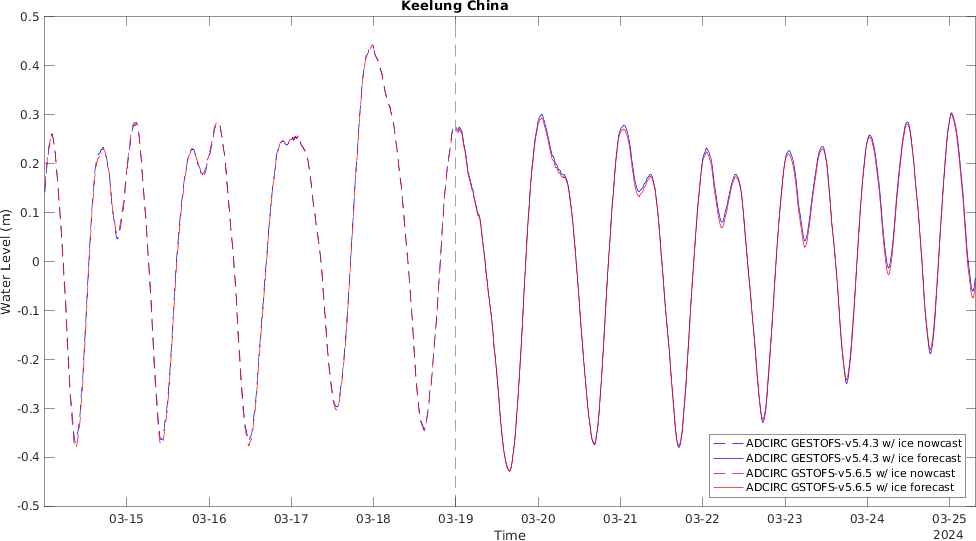 Keelung China
0.5
0.4
0.3
0.2
0.1
0
-0.1
-0.2
-0.3
-0.4
-0.5
Water Level (m)
03-15 03-16 03-17 03-18 03-19 03-20 03-21 03-22 03-23 03-24 03-25
2024
Time
ADCIRC GESTOFS-v5.4.3 w/ ice nowcast
ADCIRC GESTOFS-v5.4.3 w/ ice forecast
ADCIRC GSTOFS-v5.6.5 w/ ice nowcast
ADCIRC GSTOFS-v5.6.5 w/ ice forecast